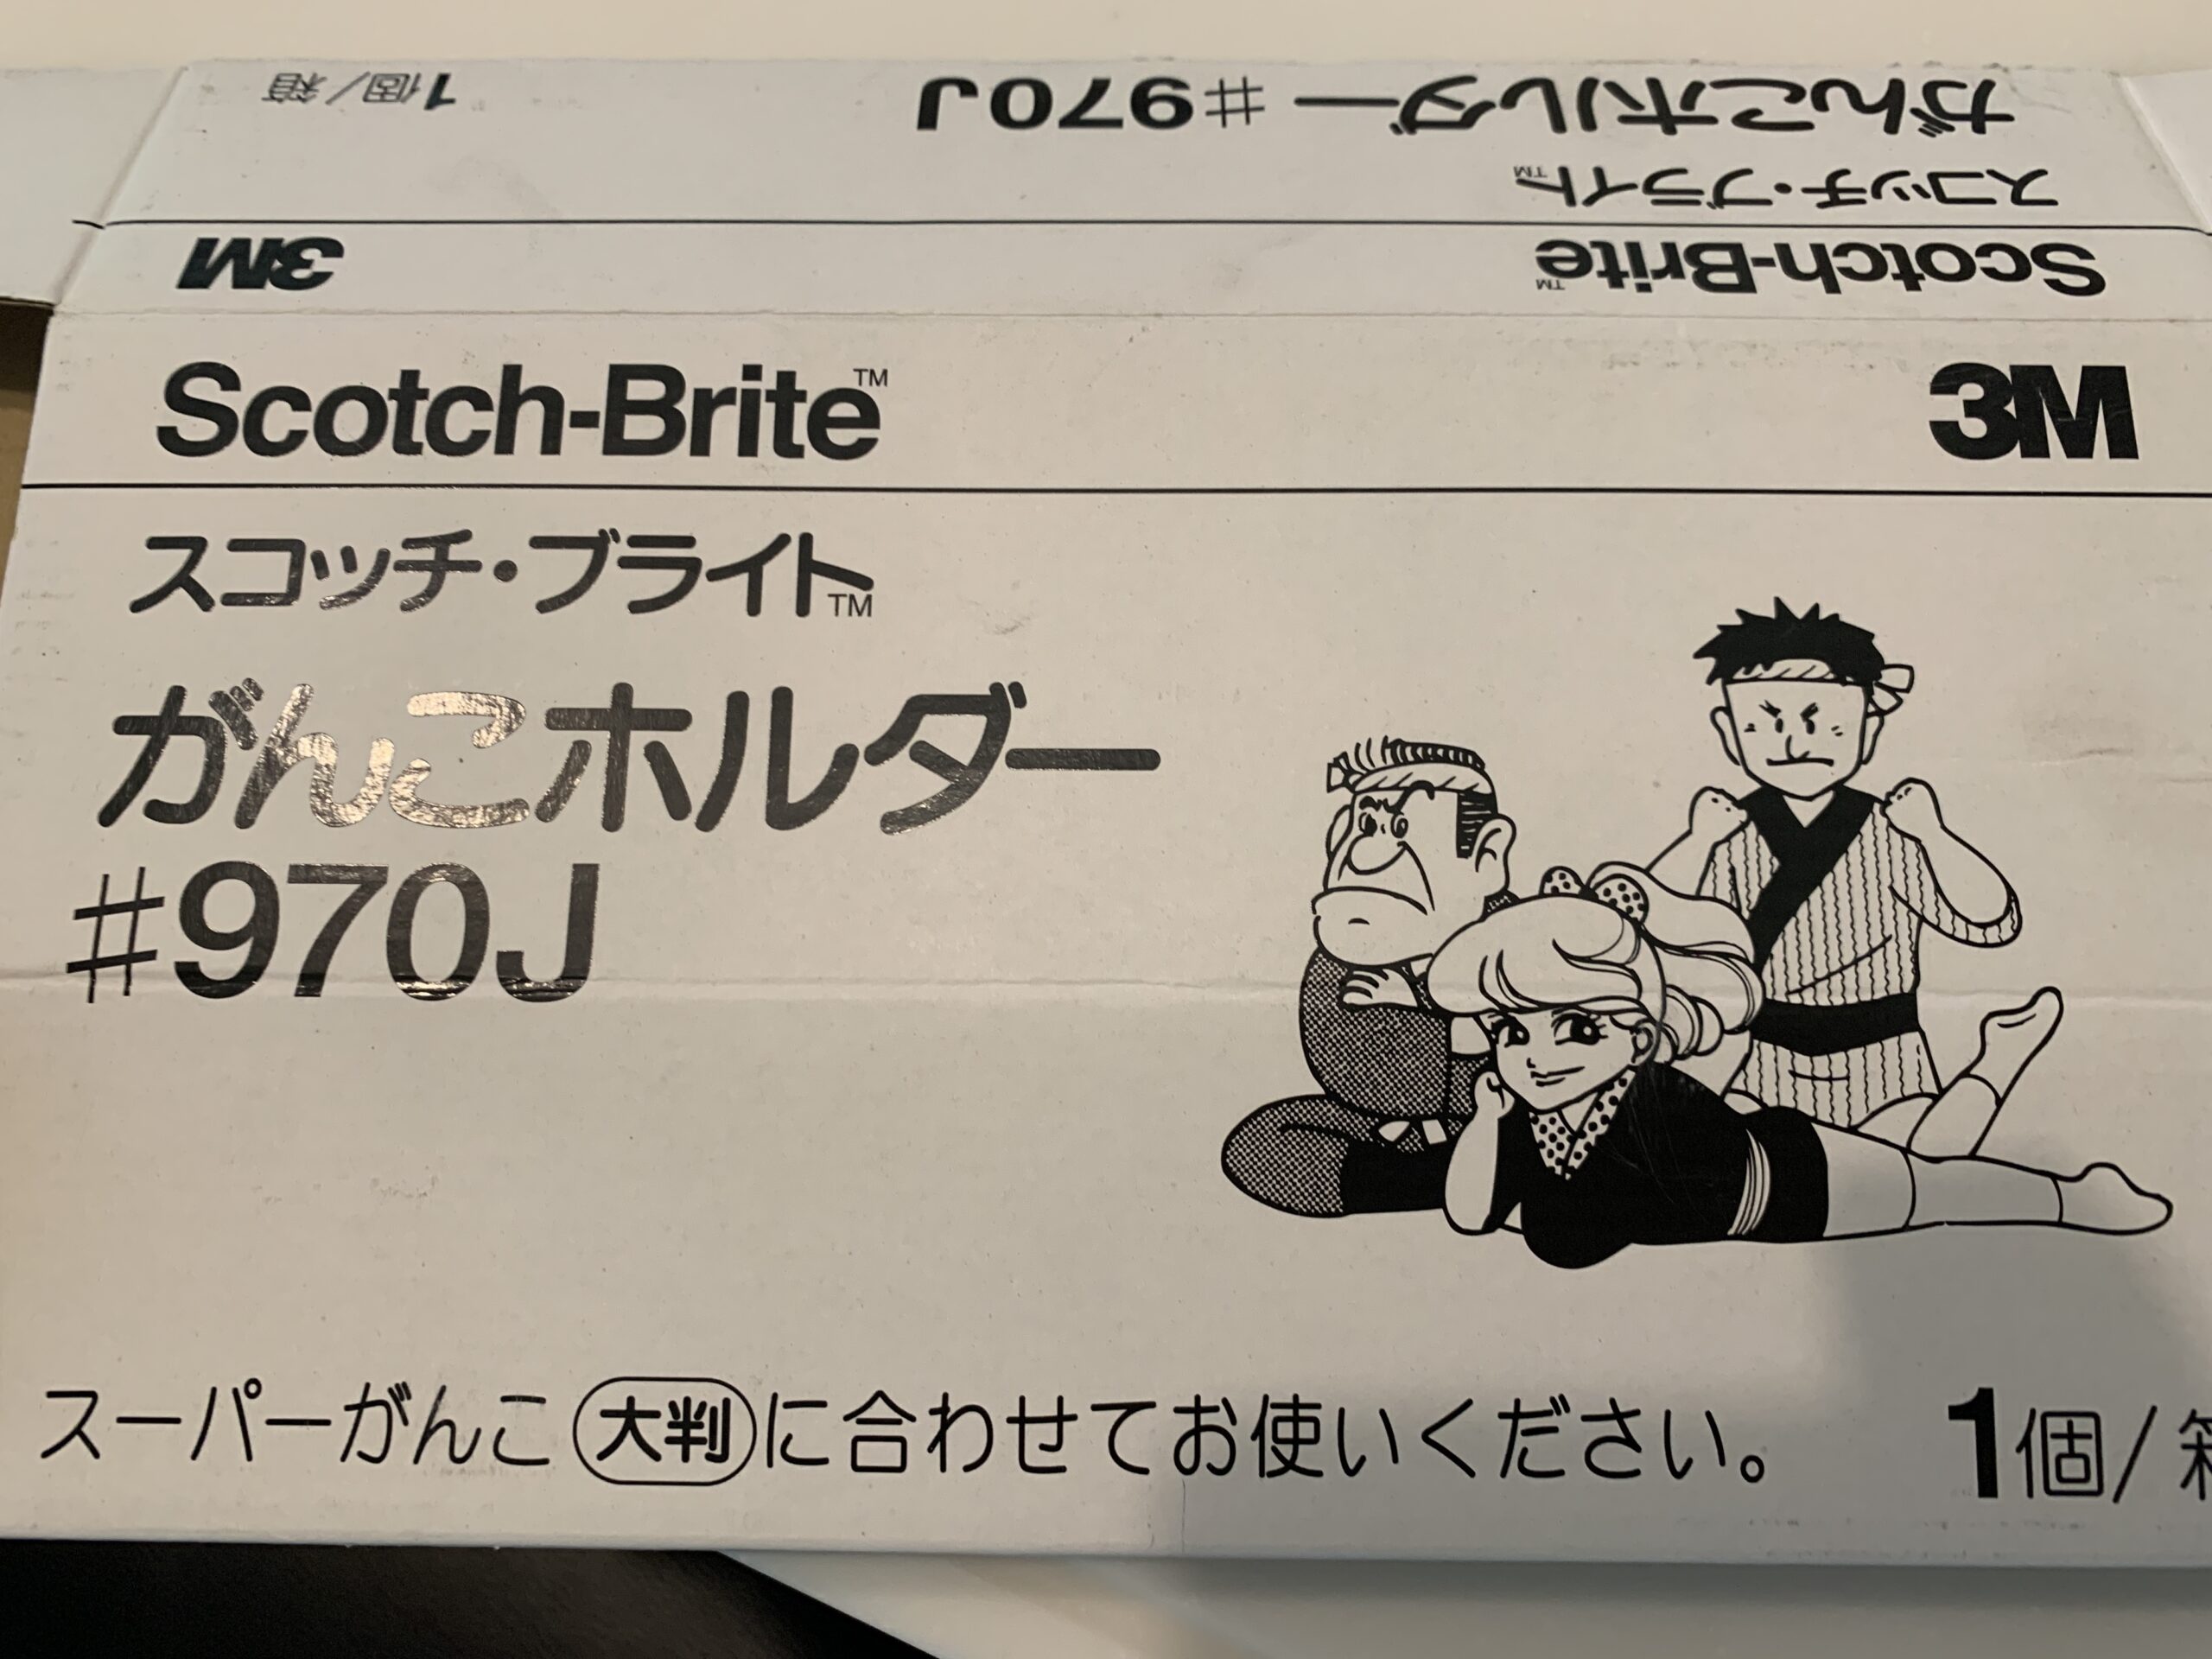 がんこホルダー #970J
1個/箱
スコッチ・ブライト™
Scotch-Brite™
3M
Scotch-Brite™
3M
スコッチ・ブライト™
がんこホルダー
#970J
スーパーがんこ 大判 に合わせてお使いください。
1個/箱